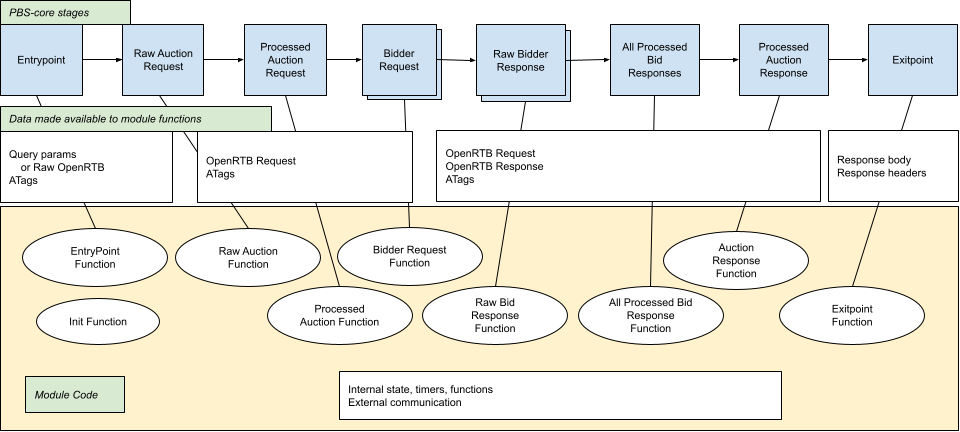 PBS-core stages
Entrypoint
Raw Auction
Request
Processed
Auction
Request
Bidder
Request
Raw Bidder
Response
All Processed
Bid
Responses
Processed
Auction
Response
Exitpoint
Data made available to module functions
Query params
or Raw OpenRTB
ATags
OpenRTB Request
ATags
OpenRTB Request
OpenRTB Response
ATags
Response body
Response headers
EntryPoint
Function
Raw Auction
Function
Bidder Request
Function
Auction
Response
Function
Init Function
Processed
Auction Function
Raw Bid
Response
Function
All Processed Bid
Response
Function
Exitpoint
Function
Module Code
Internal state, timers, functions
External communication